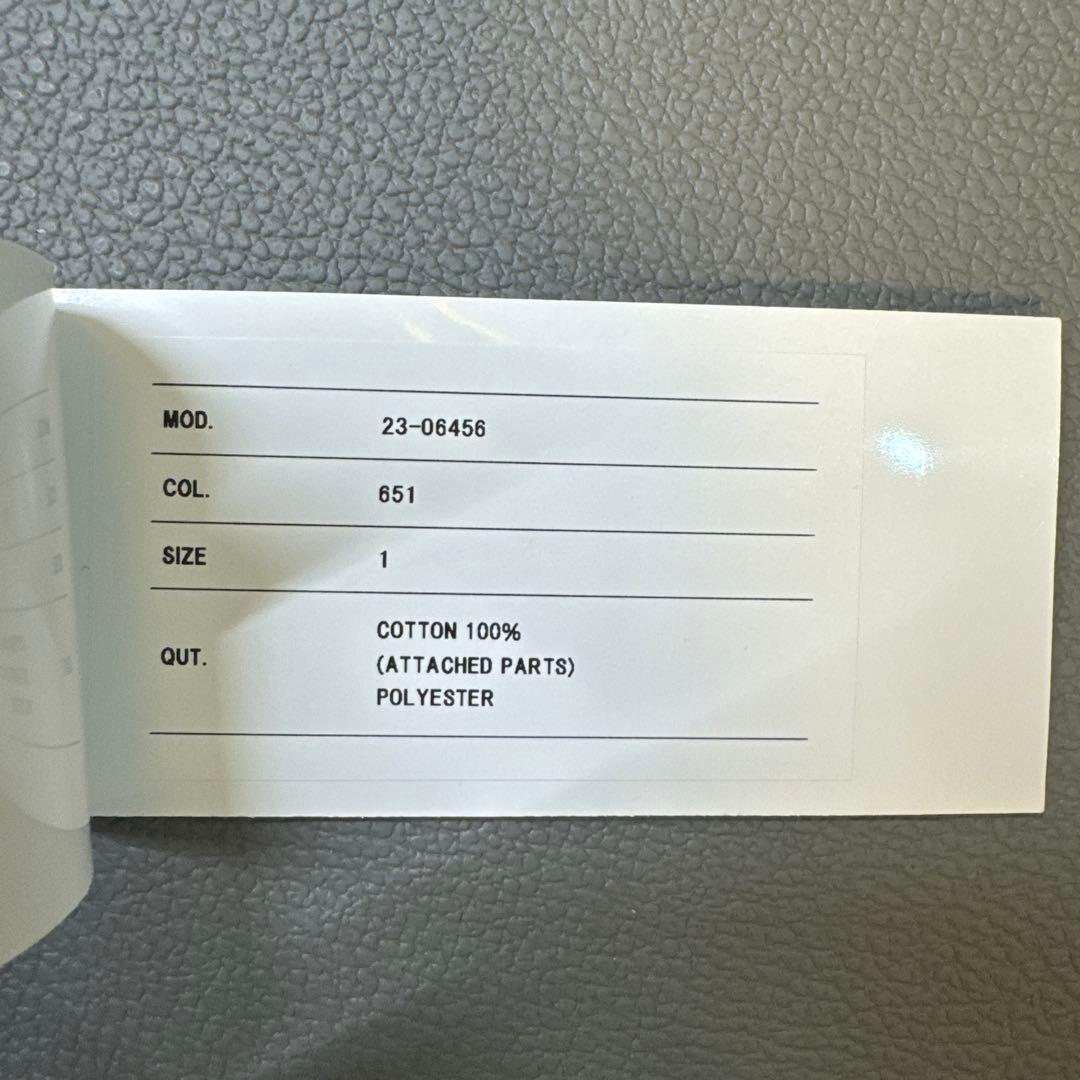 MOD. 23-06456
COL. 651
SIZE 1
QUT. COTTON 100%
(ATTACHED PARTS)
POLYESTER